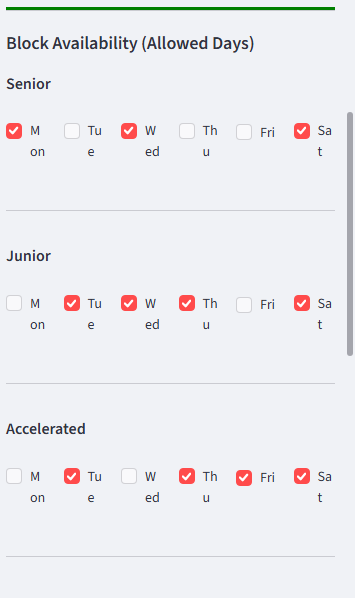 Block Availability (Allowed Days)
Senior
M Tu W Th Fri Sa
on e ed u t
Junior
M Tu W Th Fri Sa
on e ed u t
Accelerated
M Tu W Th Fri Sa
on e ed u t